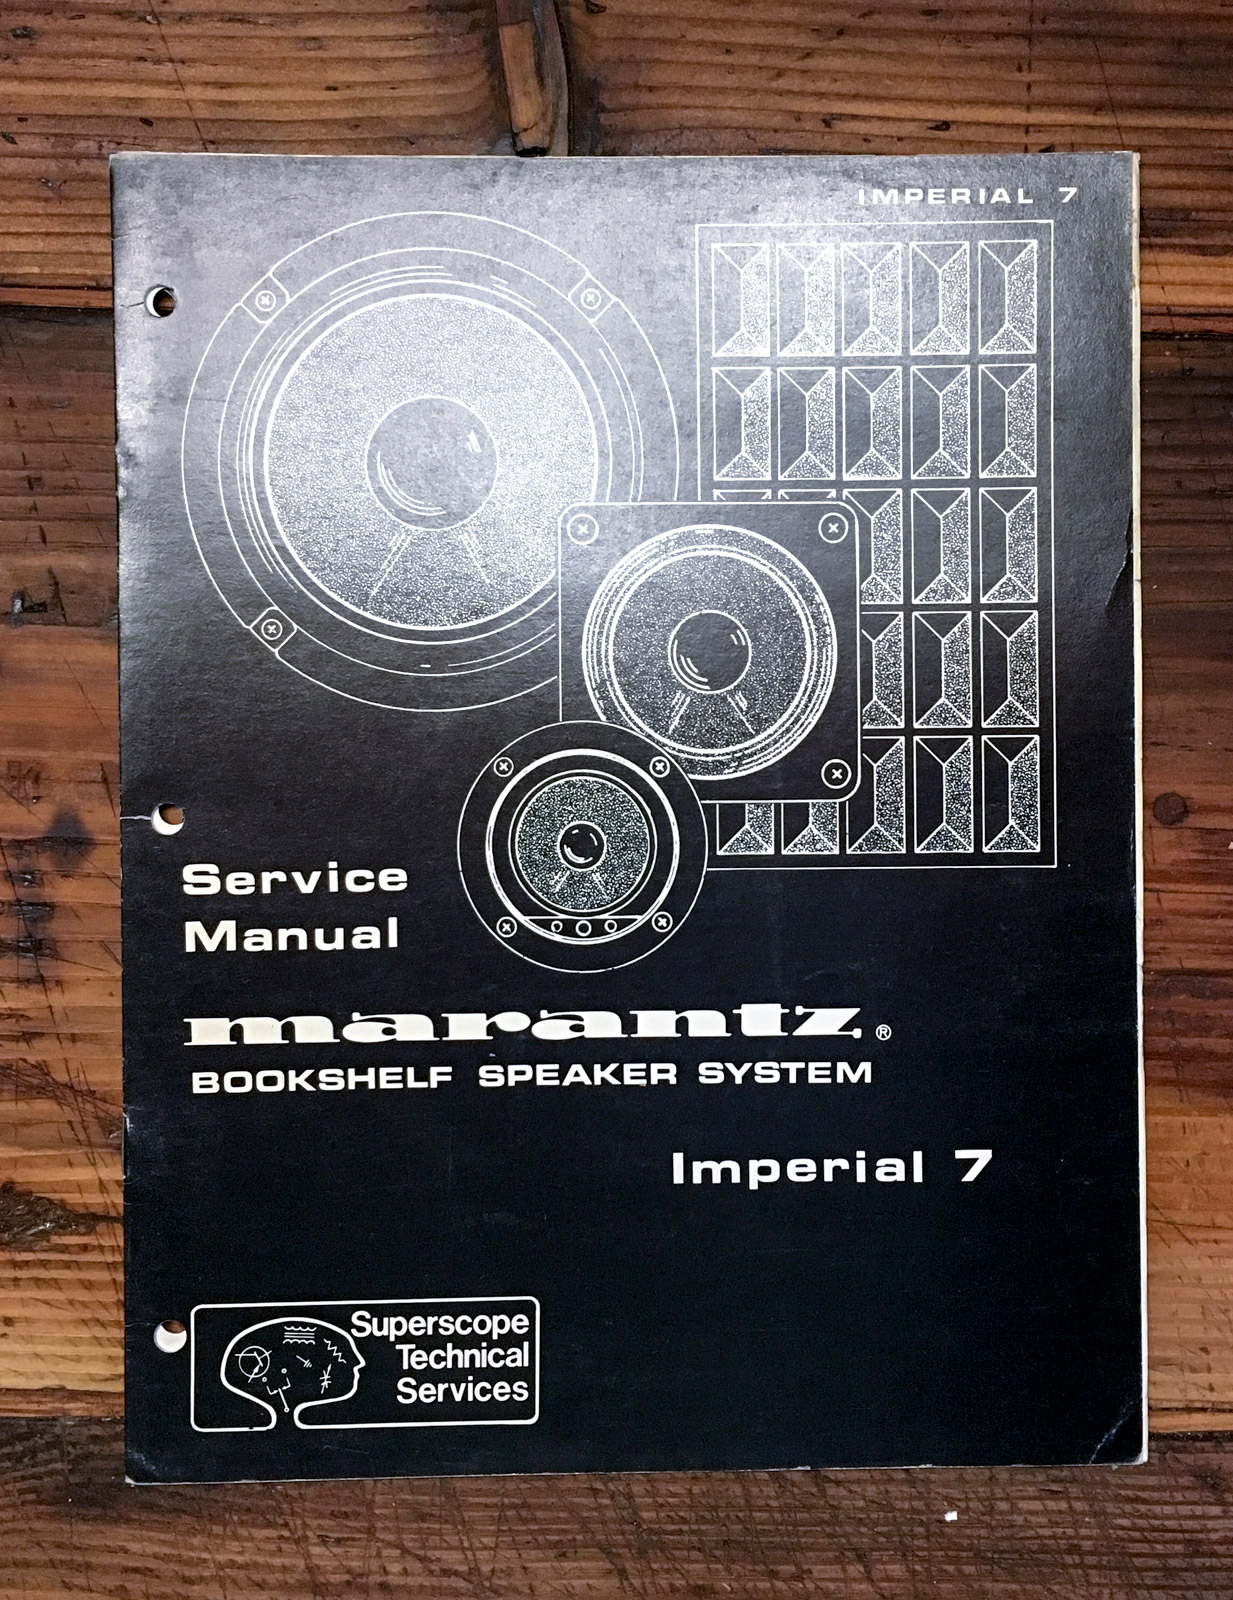 IMPERIAL 7
Service
Manual
marantz®
BOOKSHELF SPEAKER SYSTEM
Imperial 7
Superscope
Technical
Services